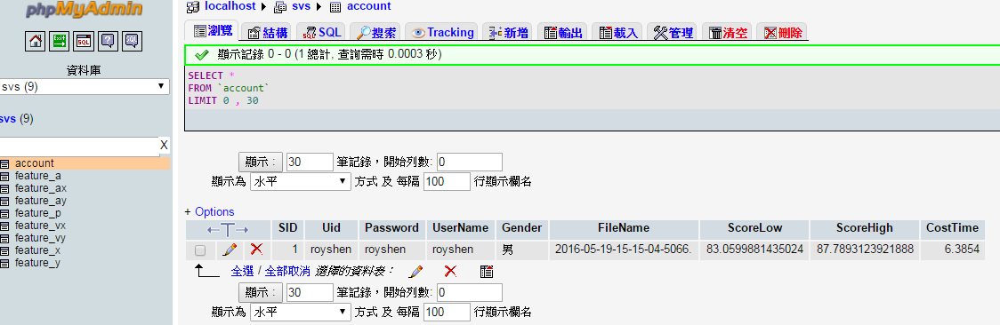 phpMyAdmin
SQL
資料庫
svs (9)
svs (9)
X
account
feature_a
feature_ax
feature_ay
feature_p
feature_vx
feature_vy
feature_x
feature_y
localhost svs account
瀏覽 結構 SQL 搜索 Tracking 新增 輸出 載入 管理 清空 刪除
顯示記錄 0 - 0 (1 總計, 查詢需時 0.0003 秒)
SELECT *
FROM `account`
LIMIT 0 , 30
顯示 : 30 筆記錄，開始列數: 0
顯示為 水平 方式 及 每隔 100 行顯示欄名
+ Options
←T→ SID Uid Password UserName Gender FileName ScoreLow ScoreHigh CostTime
1 royshen royshen royshen 男 2016-05-19-15-15-04-5066. 83.0599881435024 87.7893123921888 6.3854
全選 / 全部取消 選擇的資料表：
顯示 : 30 筆記錄，開始列數: 0
顯示為 水平 方式 及 每隔 100 行顯示欄名